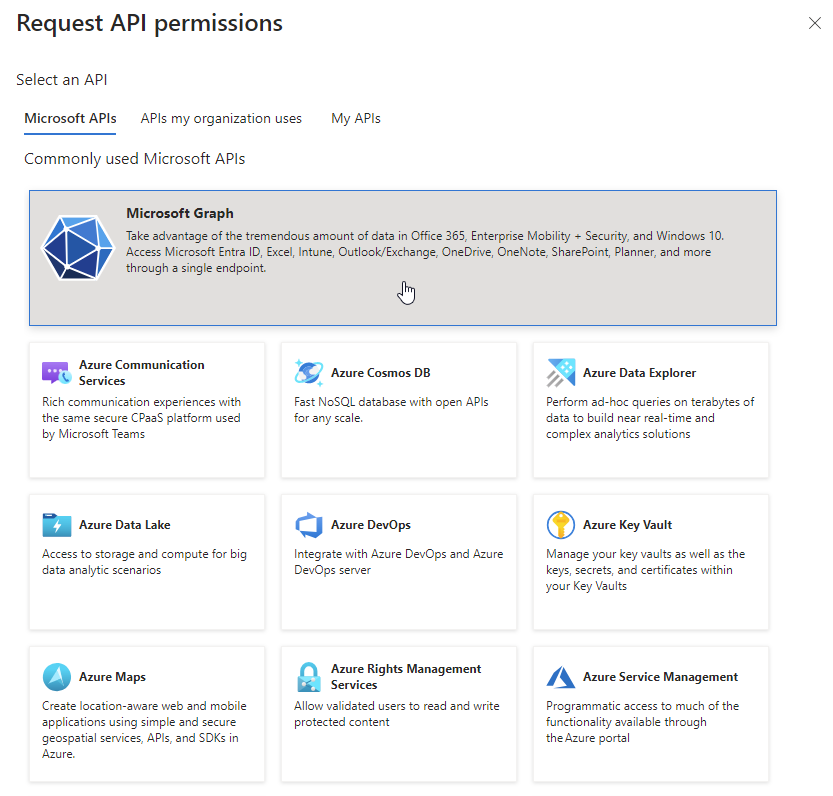 Request API permissions
Select an API
Microsoft APIs
APIs my organization uses
My APIs
Commonly used Microsoft APIs
Microsoft Graph
Take advantage of the tremendous amount of data in Office 365, Enterprise Mobility + Security, and Windows 10.
Access Microsoft Entra ID, Excel, Intune, Outlook/Exchange, OneDrive, OneNote, SharePoint, Planner, and more
through a single endpoint.
Azure Communication
Services
Rich communication experiences with
the same secure CPaaS platform used
by Microsoft Teams
Azure Cosmos DB
Fast NoSQL database with open APIs
for any scale.
Azure Data Explorer
Perform ad-hoc queries on terabytes of
data to build near real-time and
complex analytics solutions
Azure Data Lake
Access to storage and compute for big
data analytic scenarios
Azure DevOps
Integrate with Azure DevOps and Azure
DevOps server
Azure Key Vault
Manage your key vaults as well as the
keys, secrets, and certificates within
your Key Vaults
Azure Maps
Create location-aware web and mobile
applications using simple and secure
geospatial services, APIs, and SDKs in
Azure.
Azure Rights Management
Services
Allow validated users to read and write
protected content
Azure Service Management
Programmatic access to much of the
functionality available through
the Azure portal